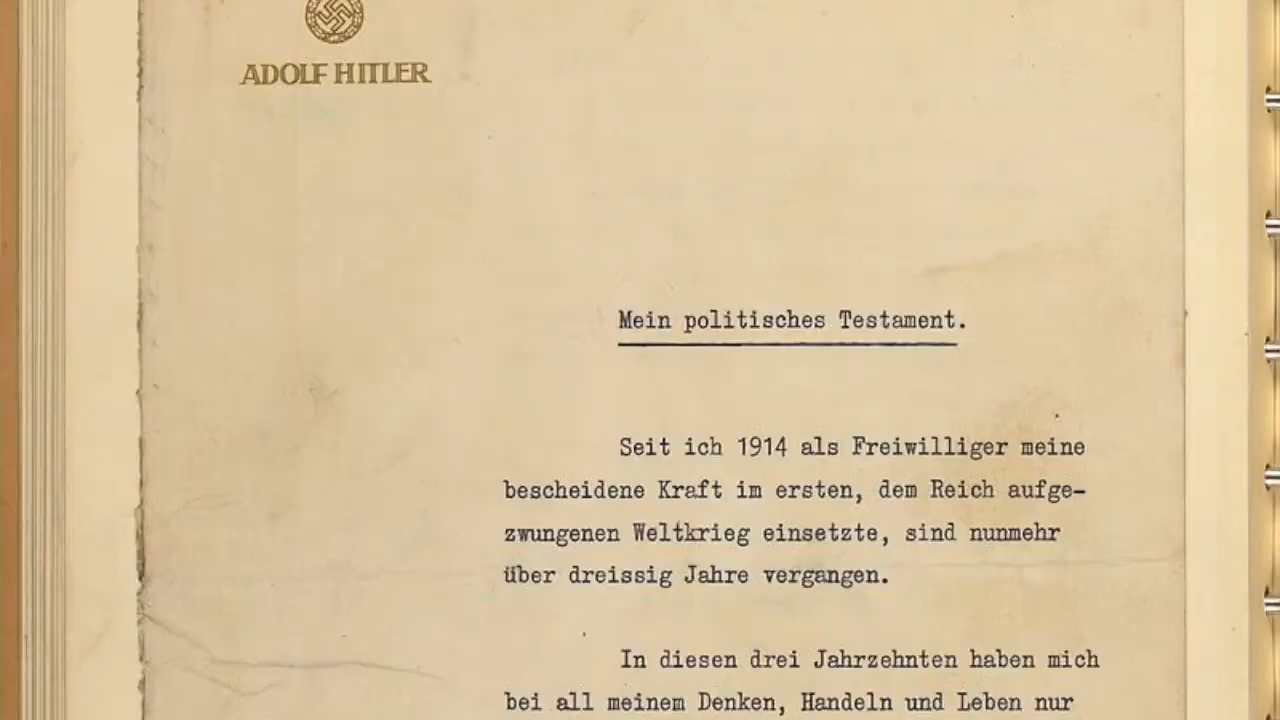 ADOLF HITLER
Mein politisches Testament.
Seit ich 1914 als Freiwilliger meine
bescheidene Kraft im ersten, dem Reich aufge-
zwungenen Weltkrieg einsetzte, sind nunmehr
über dreissig Jahre vergangen.
In diesen drei Jahrzehnten haben mich
bei all meinem Denken, Handeln und Leben nur